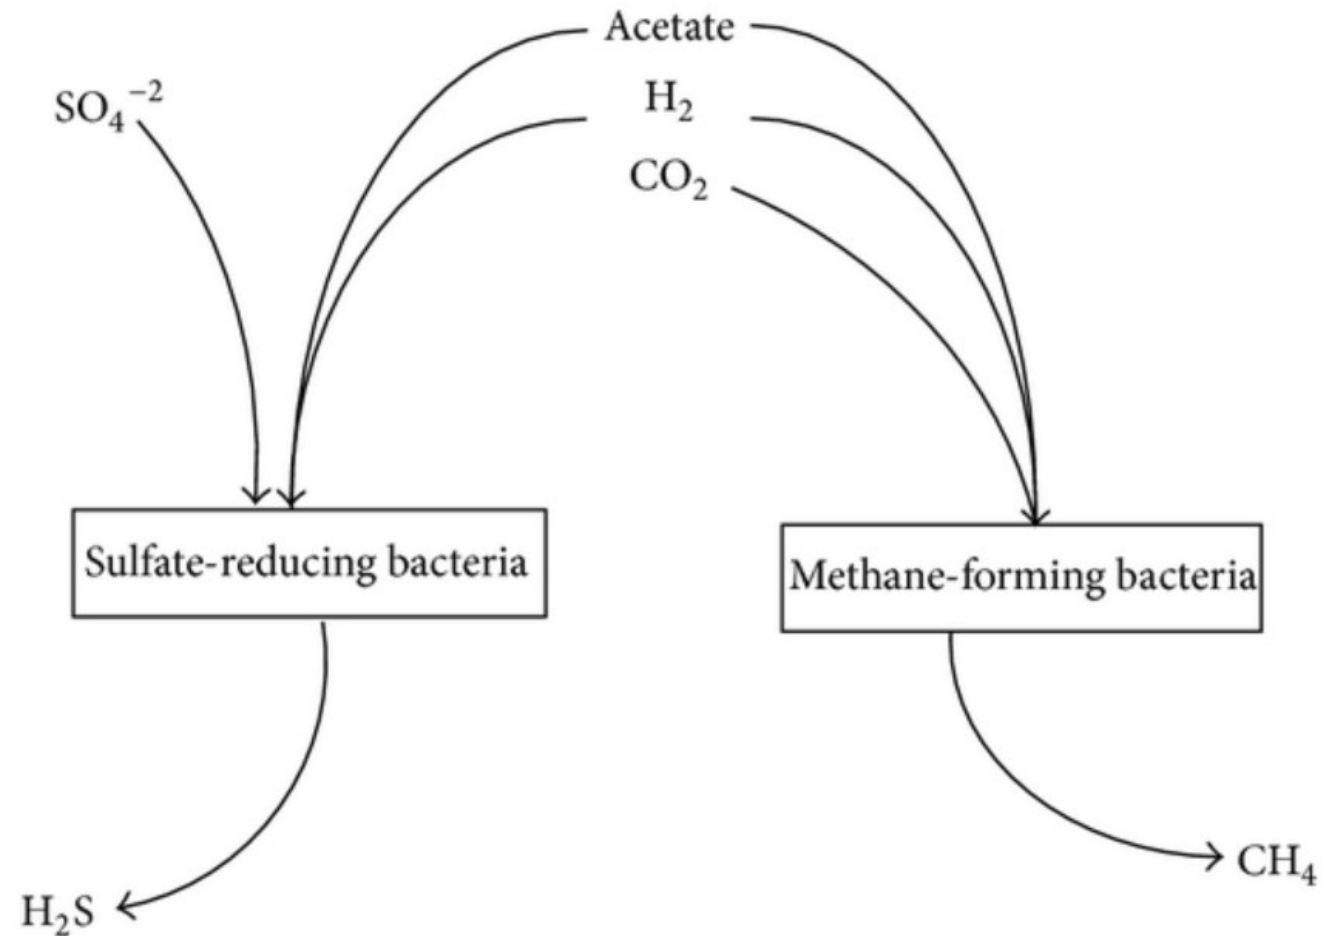 Acetate
SO₄⁻²
H₂
CO₂
Sulfate-reducing bacteria
Methane-forming bacteria
CH₄
H₂S